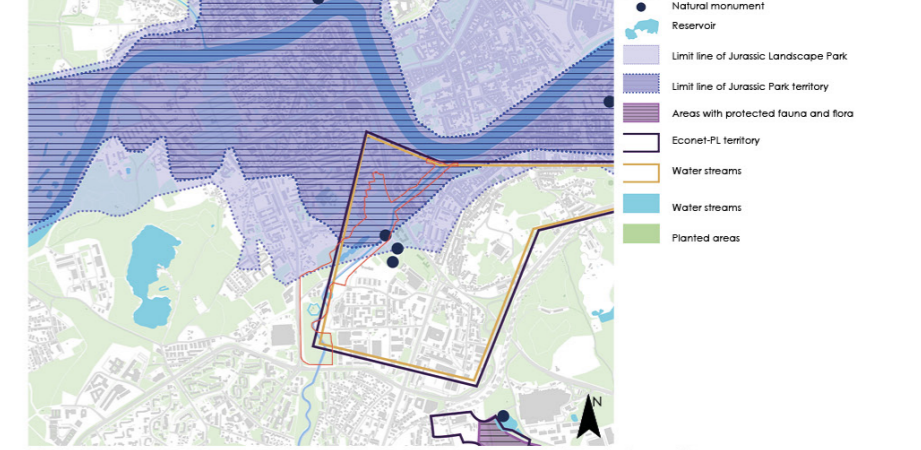 Natural monument
Reservoir
Limit line of Jurassic Landscape Park
Limit line of Jurassic Park territory
Areas with protected fauna and flora
Econet-PL territory
Water streams
Water streams
Planted areas
N